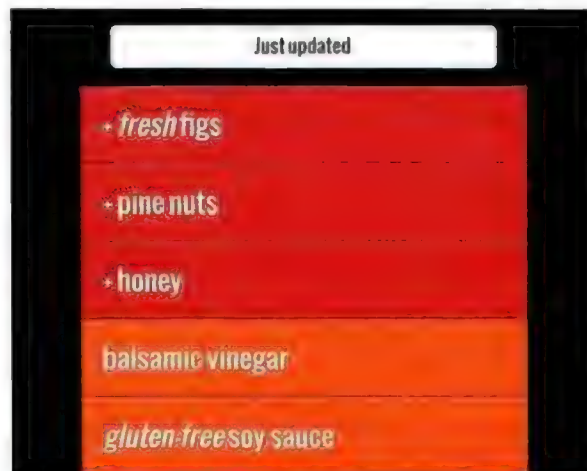 Just updated
+ fresh figs
+ pine nuts
+ honey
balsamic vinegar
gluten-free soy sauce